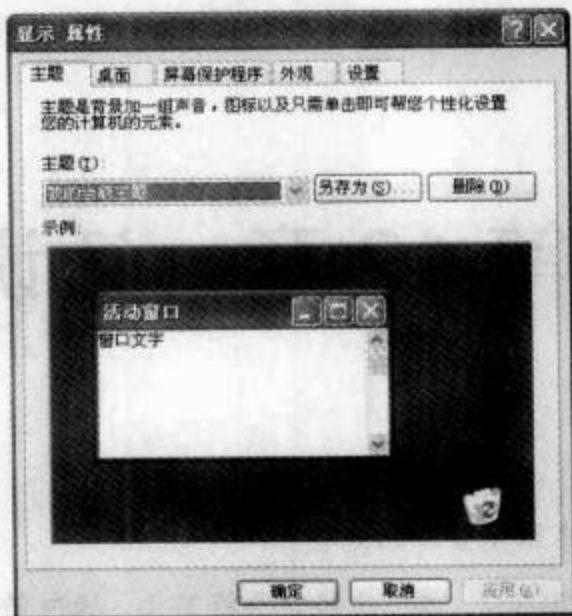 显示 属性
主题 桌面 屏幕保护程序 外观 设置
主题是背景加一组声音，图标以及只需单击即可帮您个性化设置
您的计算机的元素。
主题(T):
另存为(S)... 删除(D)
示例:
活动窗口
窗口文字
确定 取消 应用(A)